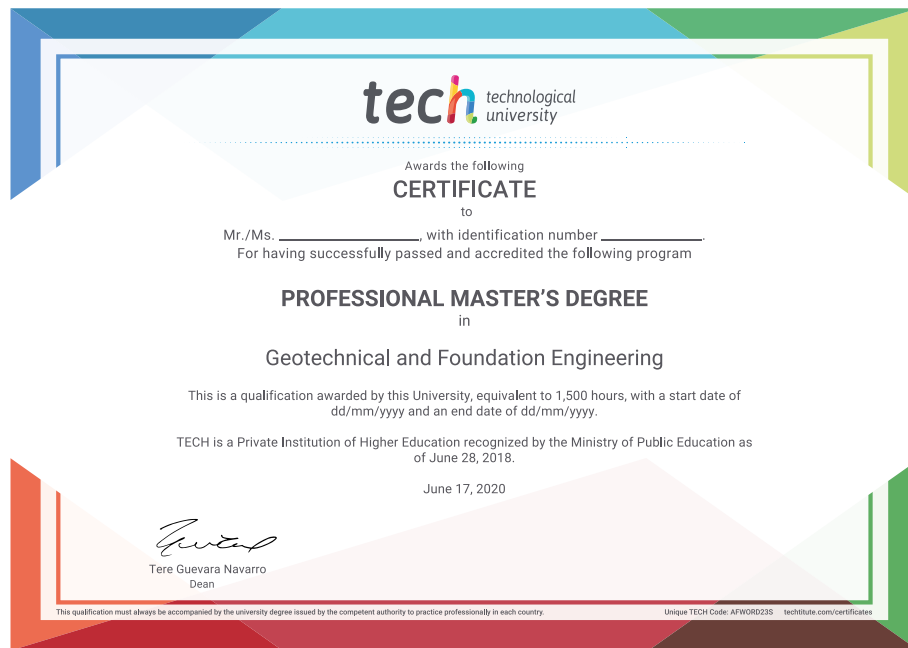 tech technological
university
Awards the following
CERTIFICATE
to
Mr./Ms. ____________________, with identification number ______________.
For having successfully passed and accredited the following program
PROFESSIONAL MASTER'S DEGREE
in
Geotechnical and Foundation Engineering
This is a qualification awarded by this University, equivalent to 1,500 hours, with a start date of
dd/mm/yyyy and an end date of dd/mm/yyyy.
TECH is a Private Institution of Higher Education recognized by the Ministry of Public Education as
of June 28, 2018.
June 17, 2020
Tere Guevara Navarro
Dean
This qualification must always be accompanied by the university degree issued by the competent authority to practice professionally in each country. Unique TECH Code: AFWORD23S techtitute.com/certificates